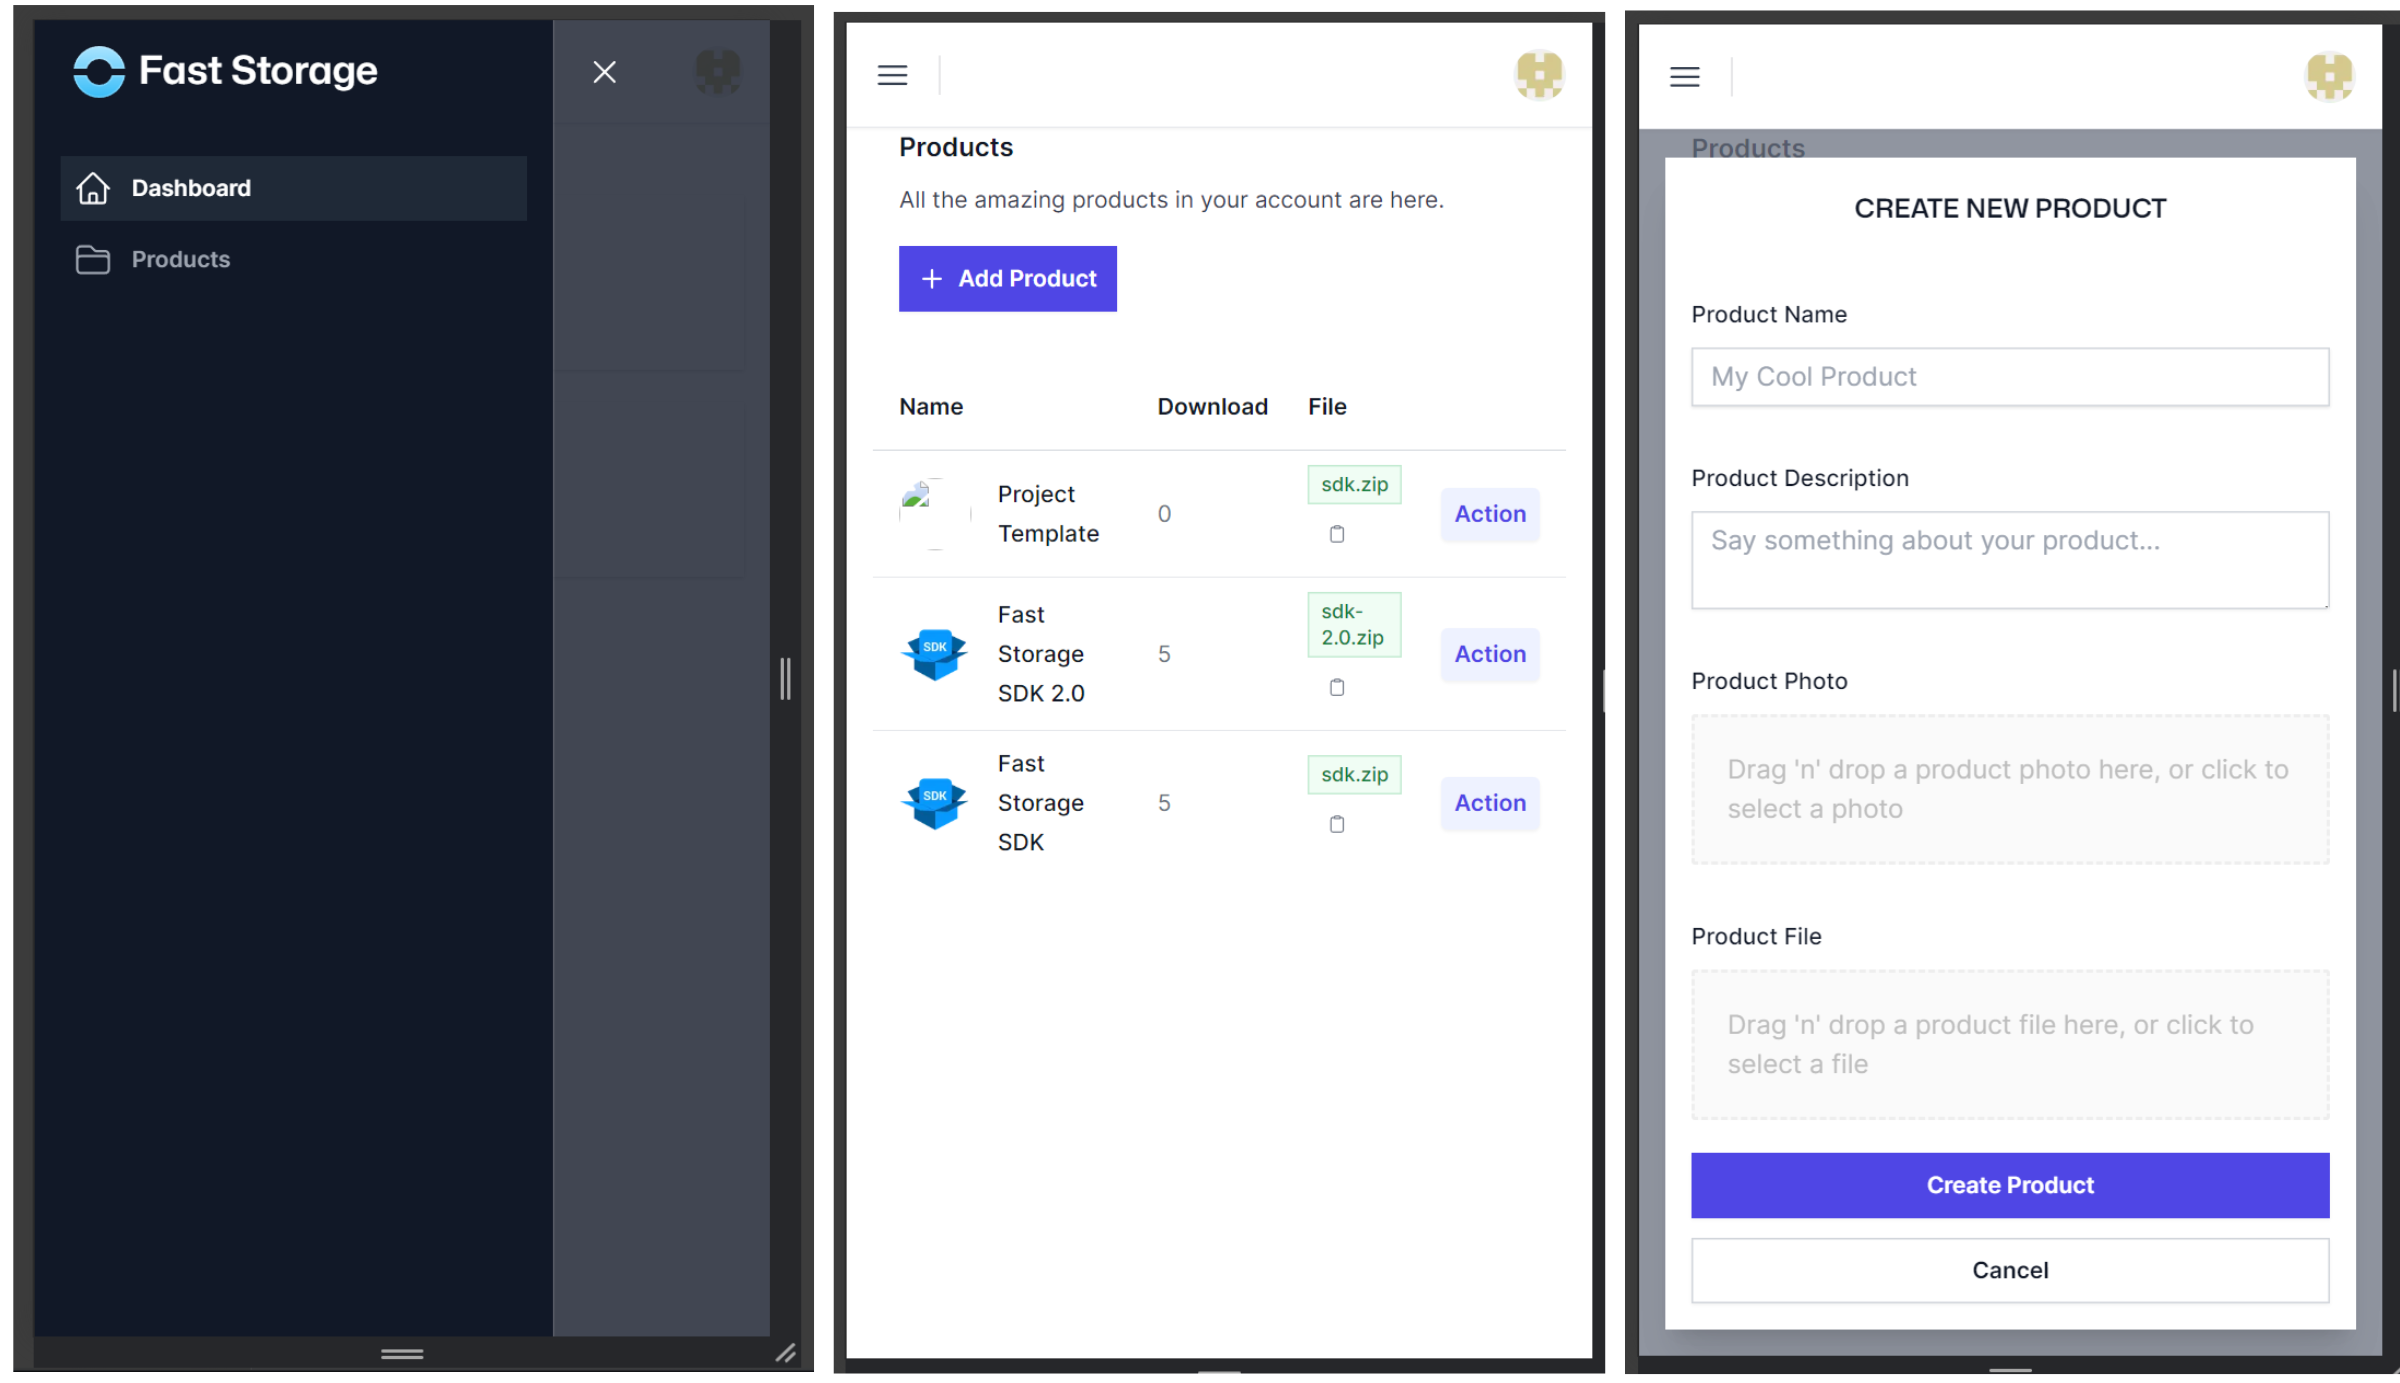 Fast Storage
Dashboard
Products
Products
All the amazing products in your account are here.
+ Add Product
Name Download File
Project
Template
0
sdk.zip
Action
SDK
Fast
Storage
SDK 2.0
5
sdk-
2.0.zip
Action
SDK
Fast
Storage
SDK
5
sdk.zip
Action
Products
CREATE NEW PRODUCT
Product Name
My Cool Product
Product Description
Say something about your product...
Product Photo
Drag 'n' drop a product photo here, or click to
select a photo
Product File
Drag 'n' drop a product file here, or click to
select a file
Create Product
Cancel